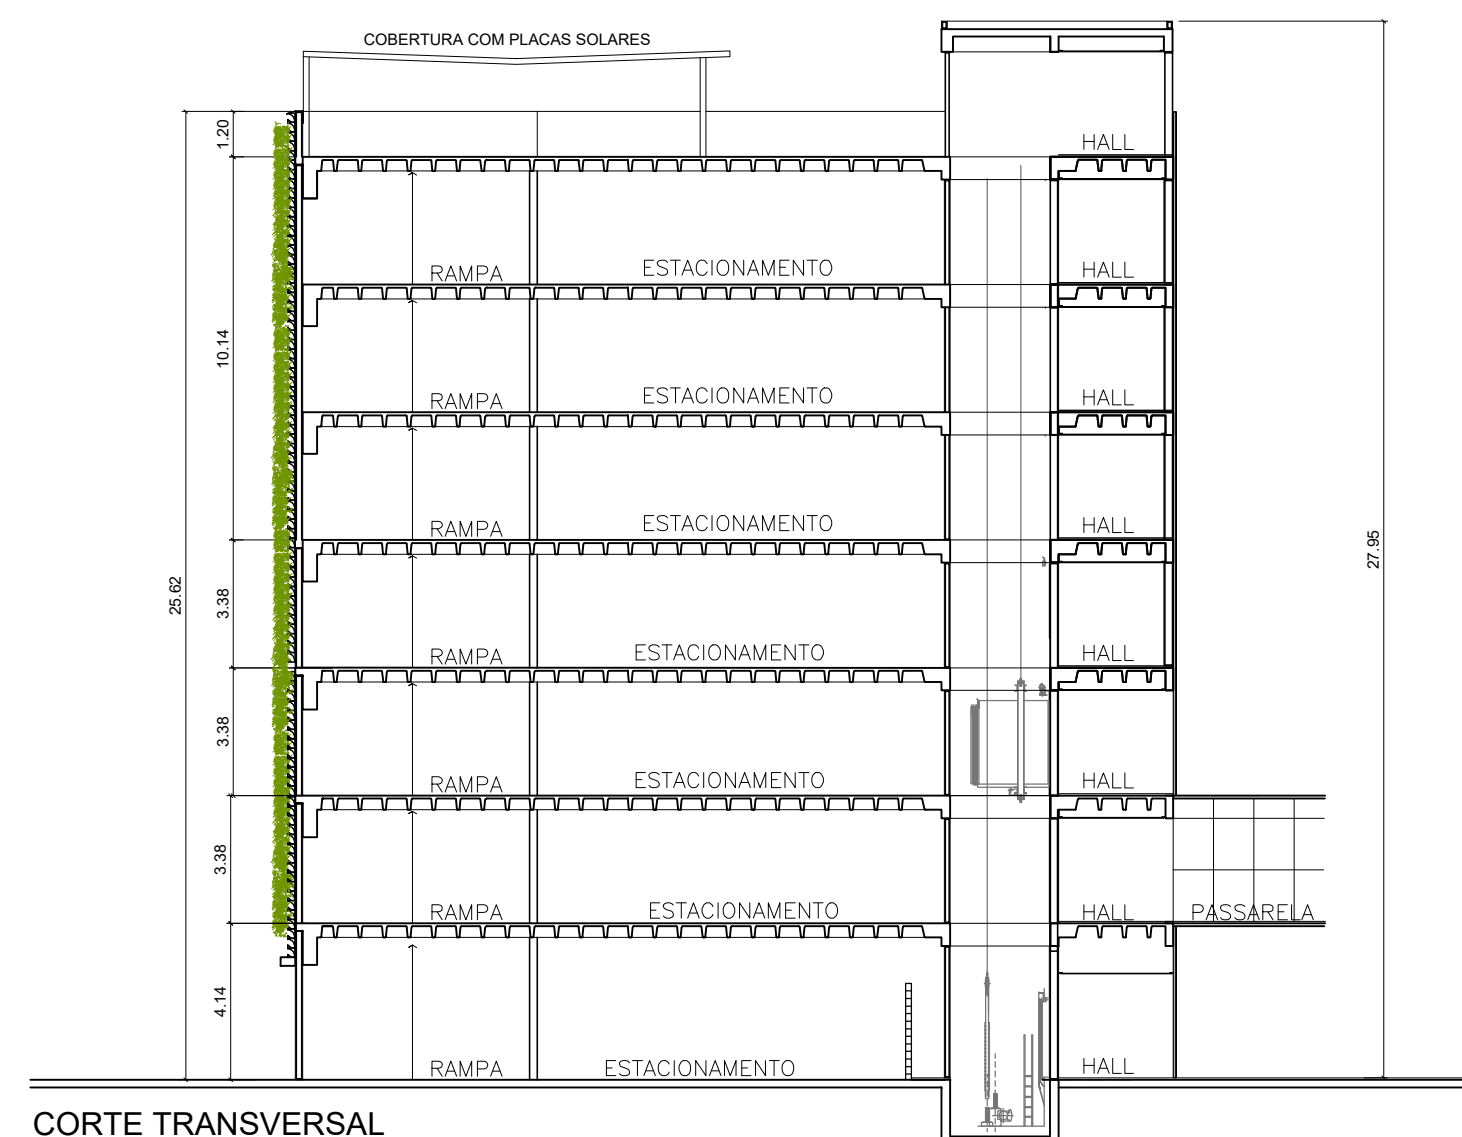 COBERTURA COM PLACAS SOLARES
1.20
HALL
RAMPA
ESTACIONAMENTO
HALL
10.14
RAMPA
ESTACIONAMENTO
HALL
RAMPA
ESTACIONAMENTO
HALL
27.95
25.62
3.38
RAMPA
ESTACIONAMENTO
HALL
3.38
RAMPA
ESTACIONAMENTO
HALL
3.38
RAMPA
ESTACIONAMENTO
HALL
PASSARELA
4.14
RAMPA
ESTACIONAMENTO
HALL
CORTE TRANSVERSAL